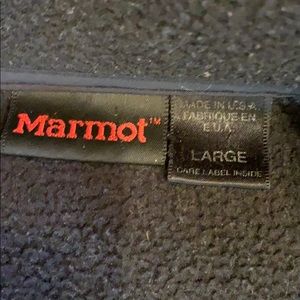 Marmot™
MADE IN U.S.A.
FABRIQUE EN
E.U.A.
LARGE
CARE LABEL INSIDE